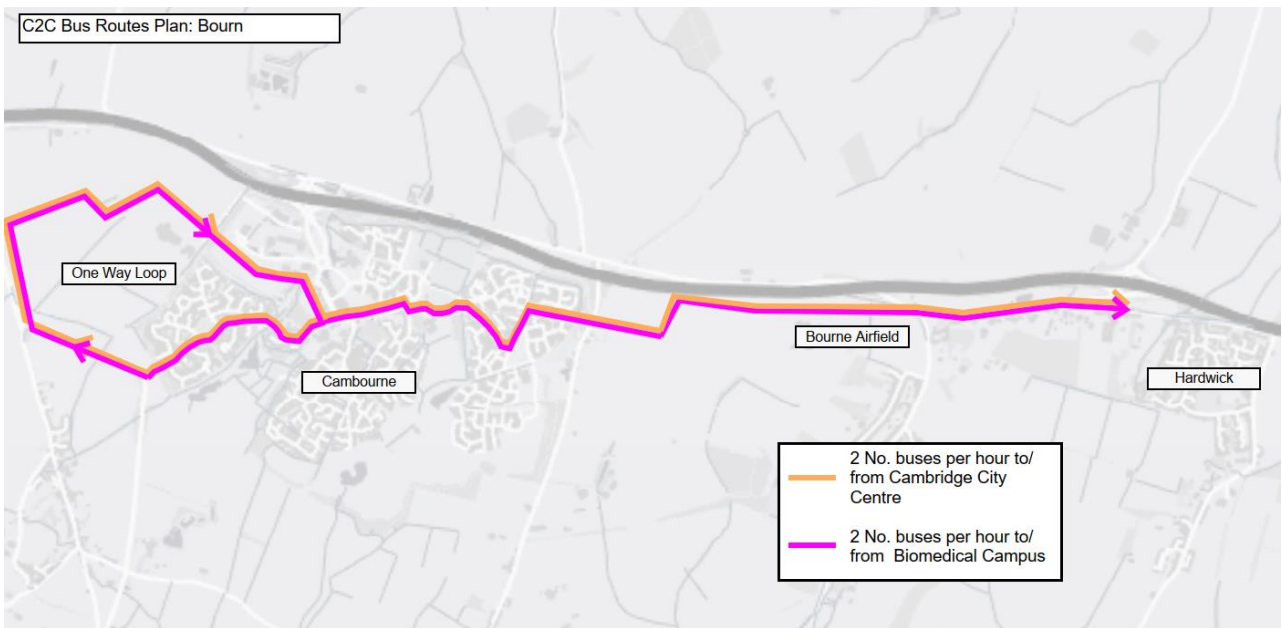 C2C Bus Routes Plan: Bourn
One Way Loop
Cambourne
Bourne Airfield
Hardwick
2 No. buses per hour to/
from Cambridge City
Centre
2 No. buses per hour to/
from Biomedical Campus